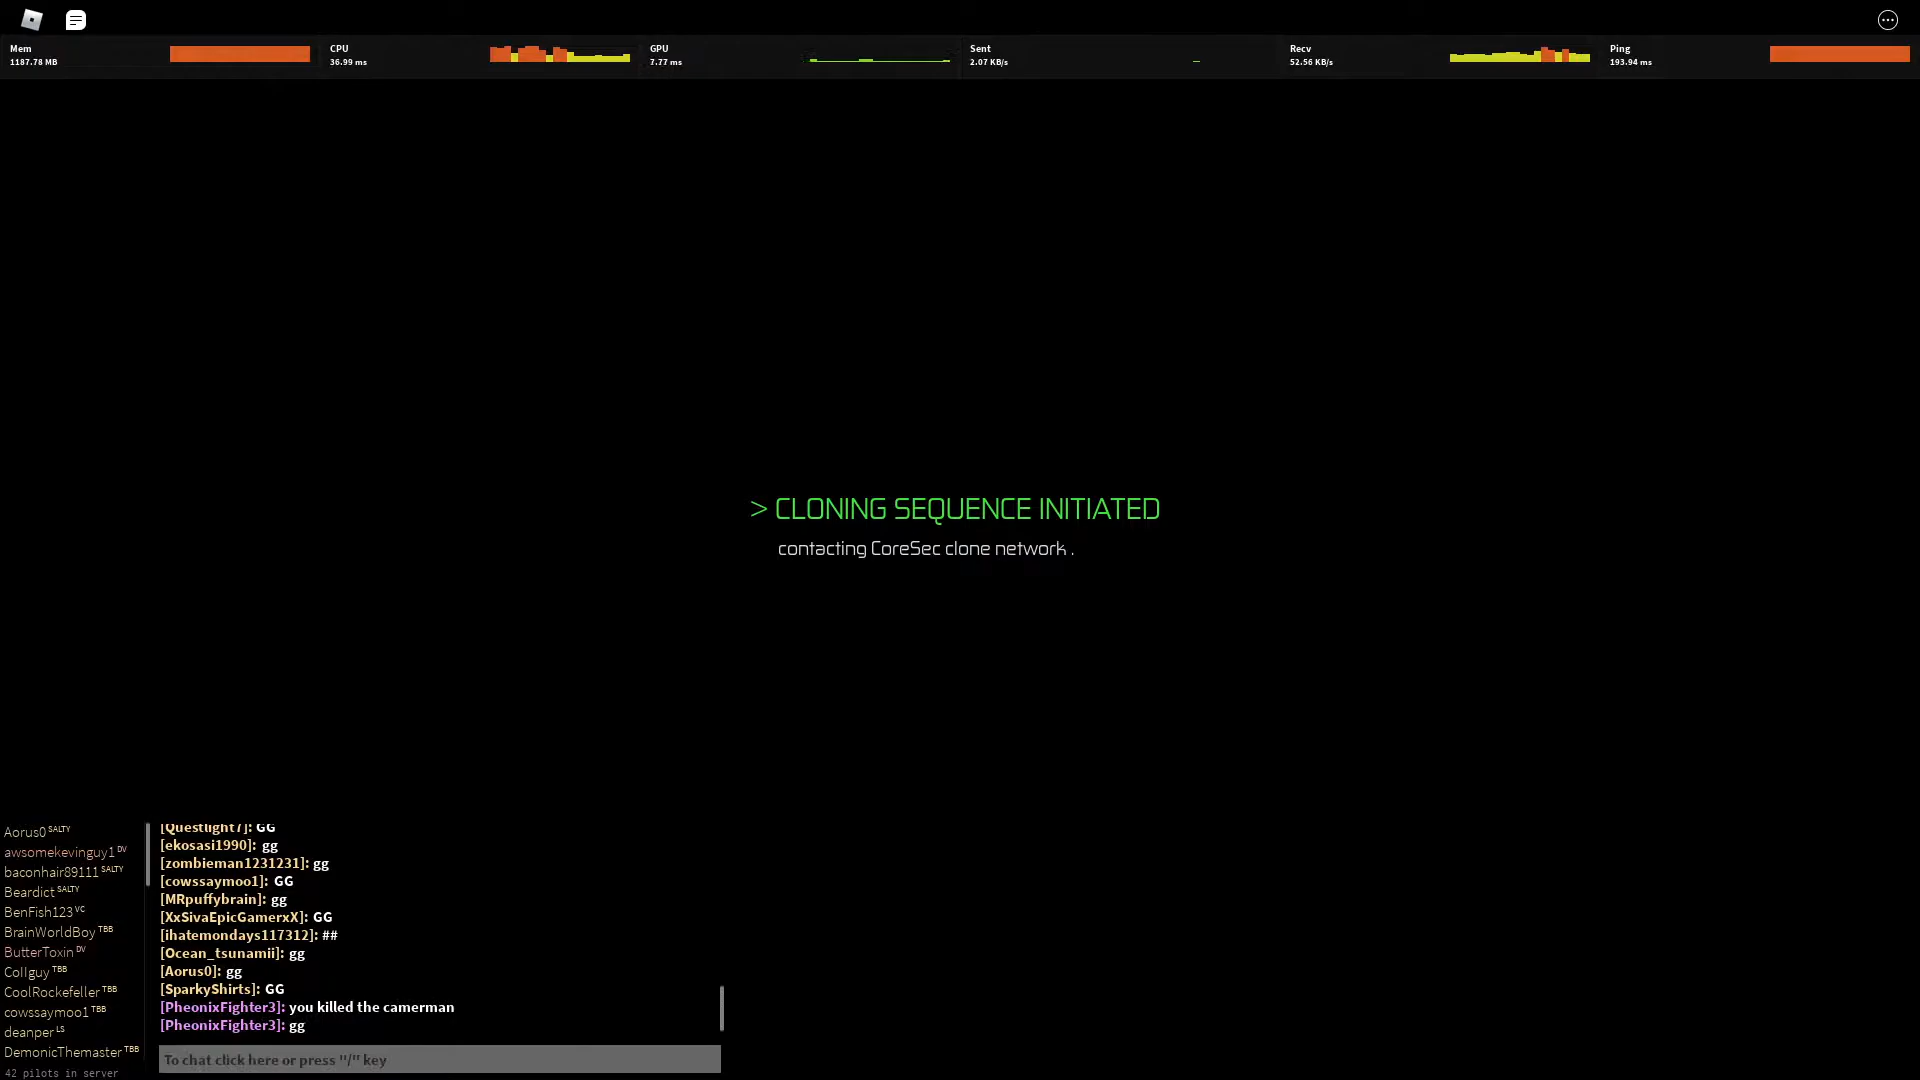 Mem
1187.78 MB
CPU
36.99 ms
GPU
7.77 ms
Sent
2.07 KB/s
Recv
52.56 KB/s
Ping
193.94 ms
> CLONING SEQUENCE INITIATED
contacting CoreSec clone network .
Aorus0 SALTY
awsomekevinguy1 DV
baconhair89111 SALTY
Beardict SALTY
BenFish123 VC
BrainWorldBoy TBB
ButterToxin DV
Collguy TBB
CoolRockefeller TBB
cowssaymoo1 TBB
deanper LS
DemonicThemaster TBB
42 pilots in server
[Questlight7]: GG
[ekosasi1990]: gg
[zombieman1231231]: gg
[cowssaymoo1]: GG
[MRpuffybrain]: gg
[XxSivaEpicGamerxX]: GG
[ihatemondays117312]: ##
[Ocean_tsunamii]: gg
[Aorus0]: gg
[SparkyShirts]: GG
[PheonixFighter3]: you killed the camerman
[PheonixFighter3]: gg
To chat click here or press "/" key